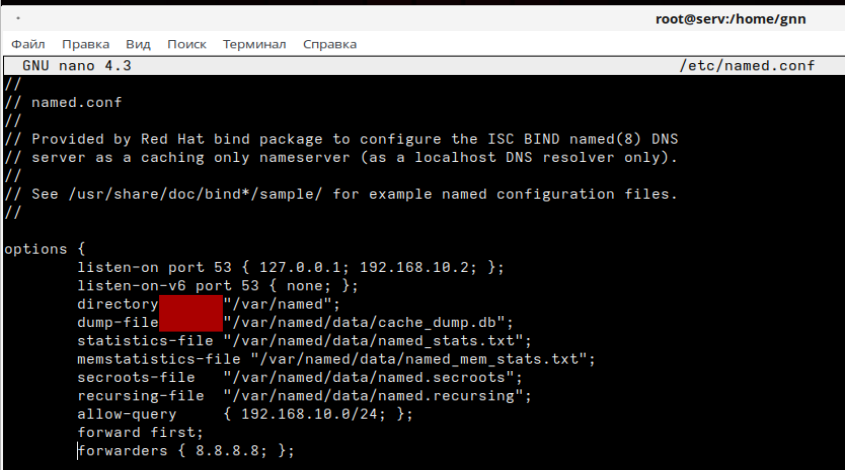 root@serv:/home/gnn
Файл Правка Вид Поиск Терминал Справка
GNU nano 4.3 /etc/named.conf
//
// named.conf
//
// Provided by Red Hat bind package to configure the ISC BIND named(8) DNS
// server as a caching only nameserver (as a localhost DNS resolver only).
//
// See /usr/share/doc/bind*/sample/ for example named configuration files.
//
options {
listen-on port 53 { 127.0.0.1; 192.168.10.2; };
listen-on-v6 port 53 { none; };
directory "/var/named";
dump-file "/var/named/data/cache_dump.db";
statistics-file "/var/named/data/named_stats.txt";
memstatistics-file "/var/named/data/named_mem_stats.txt";
secroots-file "/var/named/data/named.secroots";
recursing-file "/var/named/data/named.recursing";
allow-query { 192.168.10.0/24; };
forward first;
forwarders { 8.8.8.8; };